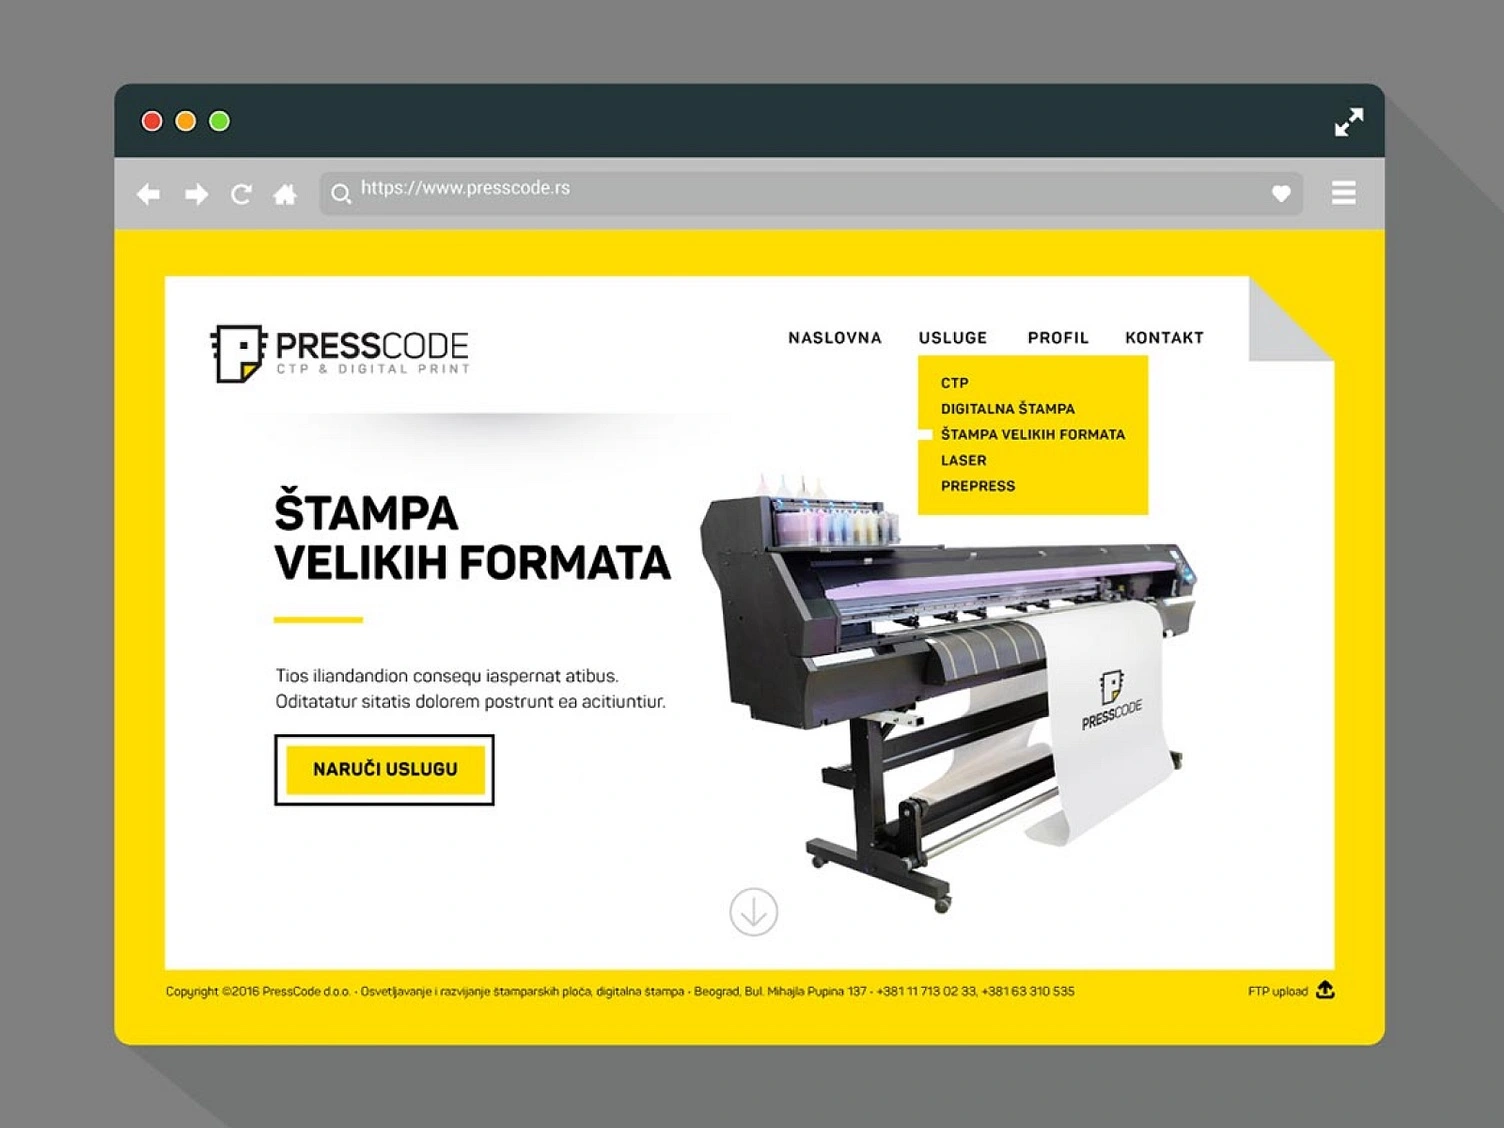 https://www.presscode.rs
PRESSCODE
CTP & DIGITAL PRINT
NASLOVNA USLUGE PROFIL KONTAKT
CTP
DIGITALNA ŠTAMPA
ŠTAMPA VELIKIH FORMATA
LASER
PREPRESS
ŠTAMPA
VELIKIH FORMATA
Tios iliandandion consequ iaspernat atibus.
Oditatatur sitatis dolorem postrunt ea acitiuntiur.
NARUČI USLUGU
PRESSCODE
Copyright ©2016 PressCode d.o.o. - Osvetljavanje i razvijanje štamparskih ploča, digitalna štampa - Beograd, Bul. Mihajla Pupina 137 - +381 11 713 02 33, +381 63 310 535
FTP upload